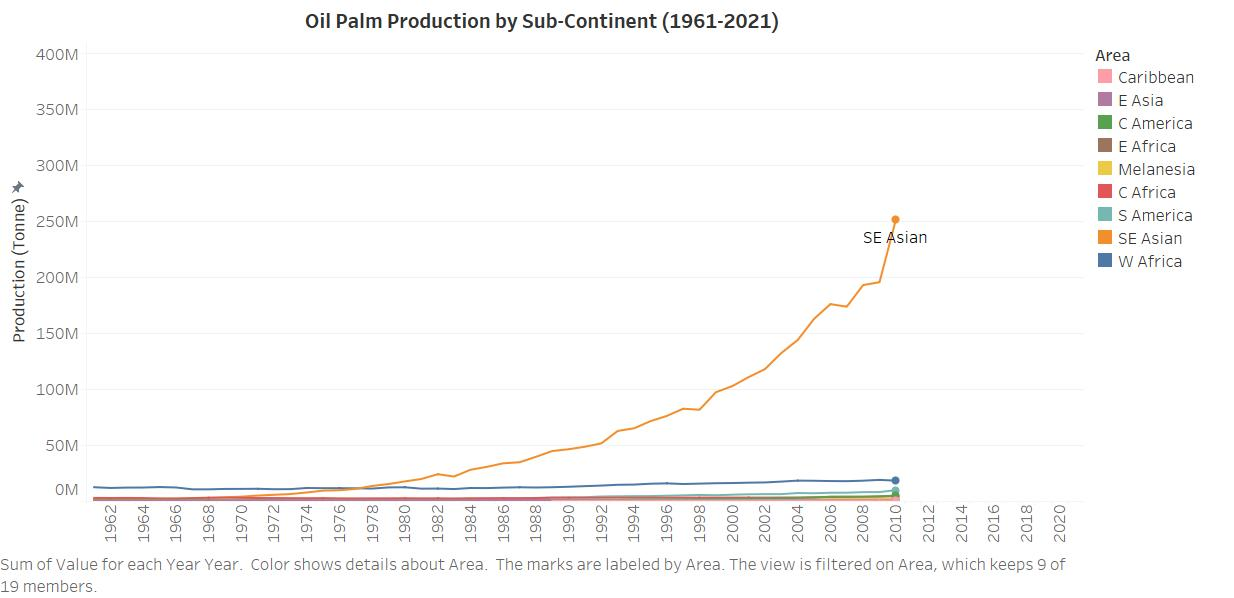 Oil Palm Production by Sub-Continent (1961-2021)
400M
350M
300M
250M
200M
150M
100M
50M
0M
Production (Tonne)
SE Asian
1962 1964 1966 1968 1970 1972 1974 1976 1978 1980 1982 1984 1986 1988 1990 1992 1994 1996 1998 2000 2002 2004 2006 2008 2010 2012 2014 2016 2018 2020
Area
Caribbean
E Asia
C America
E Africa
Melanesia
C Africa
S America
SE Asian
W Africa
Sum of Value for each Year Year.  Color shows details about Area.  The marks are labeled by Area. The view is filtered on Area, which keeps 9 of
19 members.